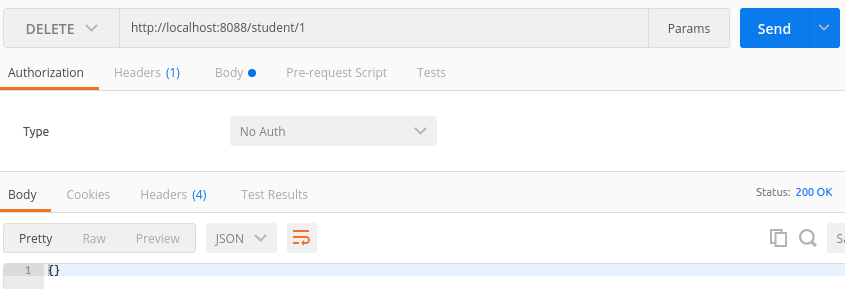 DELETE http://localhost:8088/student/1 Params Send
Authorization Headers (1) Body Pre-request Script Tests
Type No Auth
Body Cookies Headers (4) Test Results Status: 200 OK
Pretty Raw Preview JSON Sa
1 {}